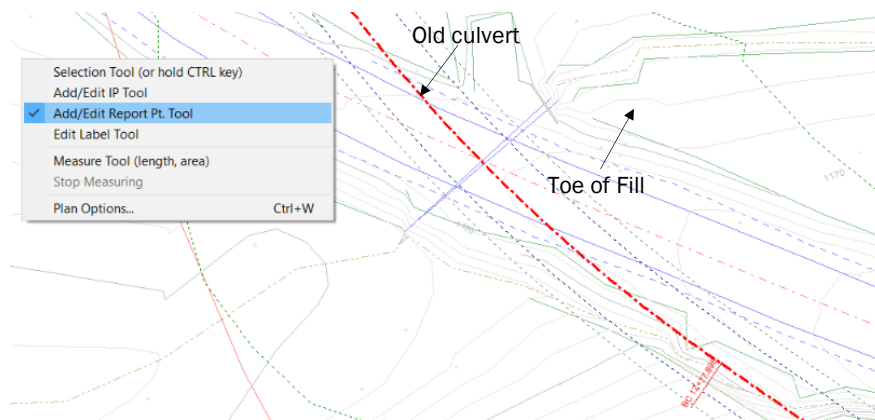 Old culvert
Selection Tool (or hold CTRL key)
Add/Edit IP Tool
Add/Edit Report Pt. Tool
Edit Label Tool
Measure Tool (length, area)
Stop Measuring
Plan Options... Ctrl+W
Toe of Fill
1170